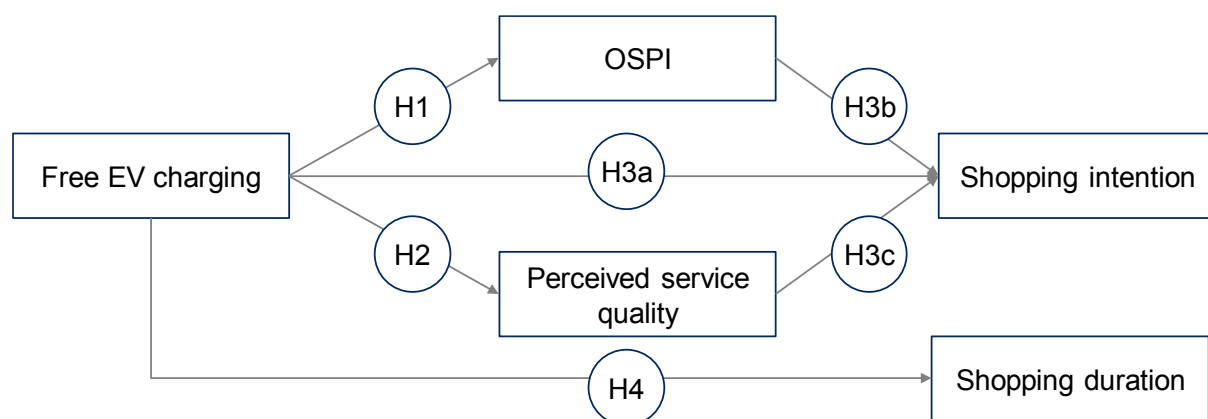 OSPI
H1
H3b
Free EV charging
H3a
Shopping intention
H2
H3c
Perceived service
quality
Shopping duration
H4